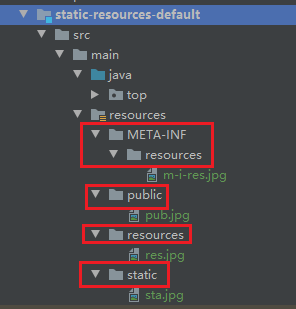 static-resources-default
src
main
java
top
resources
META-INF
resources
m-i-res.jpg
public
pub.jpg
resources
res.jpg
static
sta.jpg